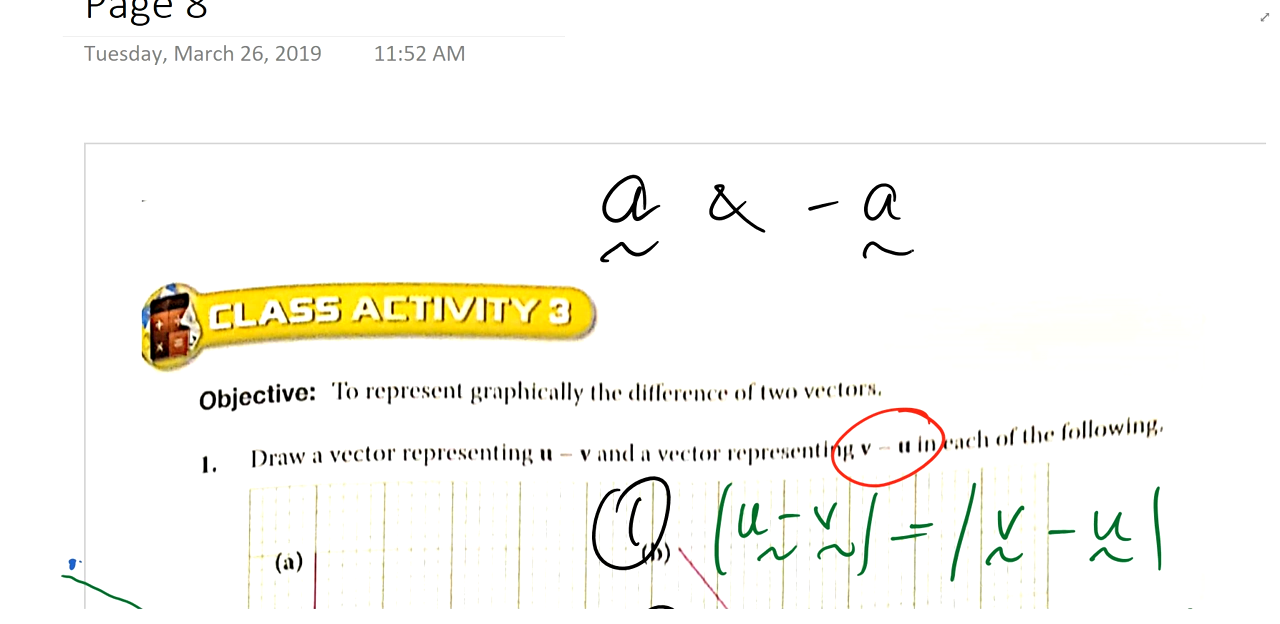 Page 8
Tuesday, March 26, 2019 11:52 AM
a & - a
CLASS ACTIVITY 3
Objective: To represent graphically the difference of two vectors.
1. Draw a vector representing u – v and a vector representing v – u in each of the following.
① |u - v| = |v - u|
(a) (b)